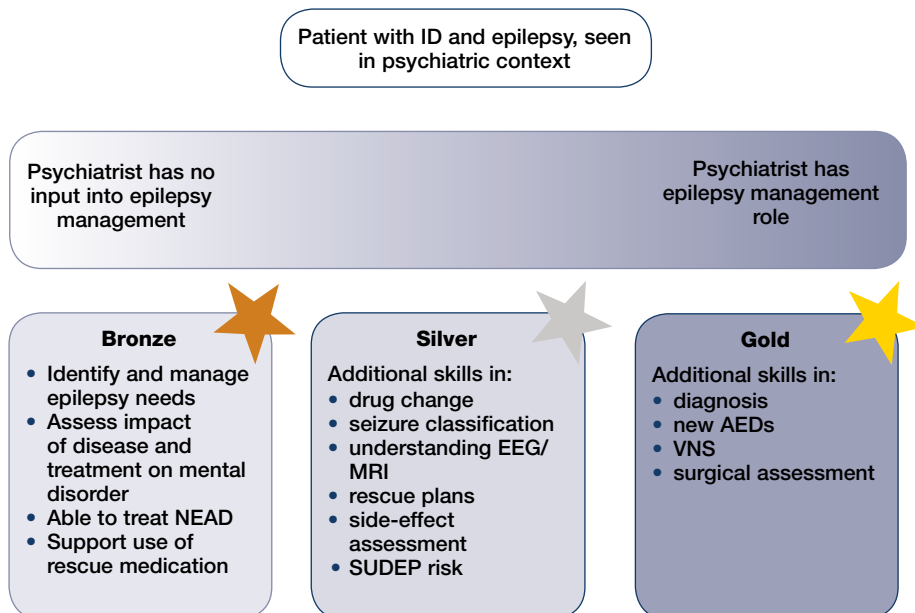 Patient with ID and epilepsy, seen
in psychiatric context
Psychiatrist has no
input into epilepsy
management
Psychiatrist has
epilepsy management
role
Bronze
• Identify and manage
epilepsy needs
• Assess impact
of disease and
treatment on mental
disorder
• Able to treat NEAD
• Support use of
rescue medication
Silver
Additional skills in:
• drug change
• seizure classification
• understanding EEG/
MRI
• rescue plans
• side-effect
assessment
• SUDEP risk
Gold
Additional skills in:
• diagnosis
• new AEDs
• VNS
• surgical assessment